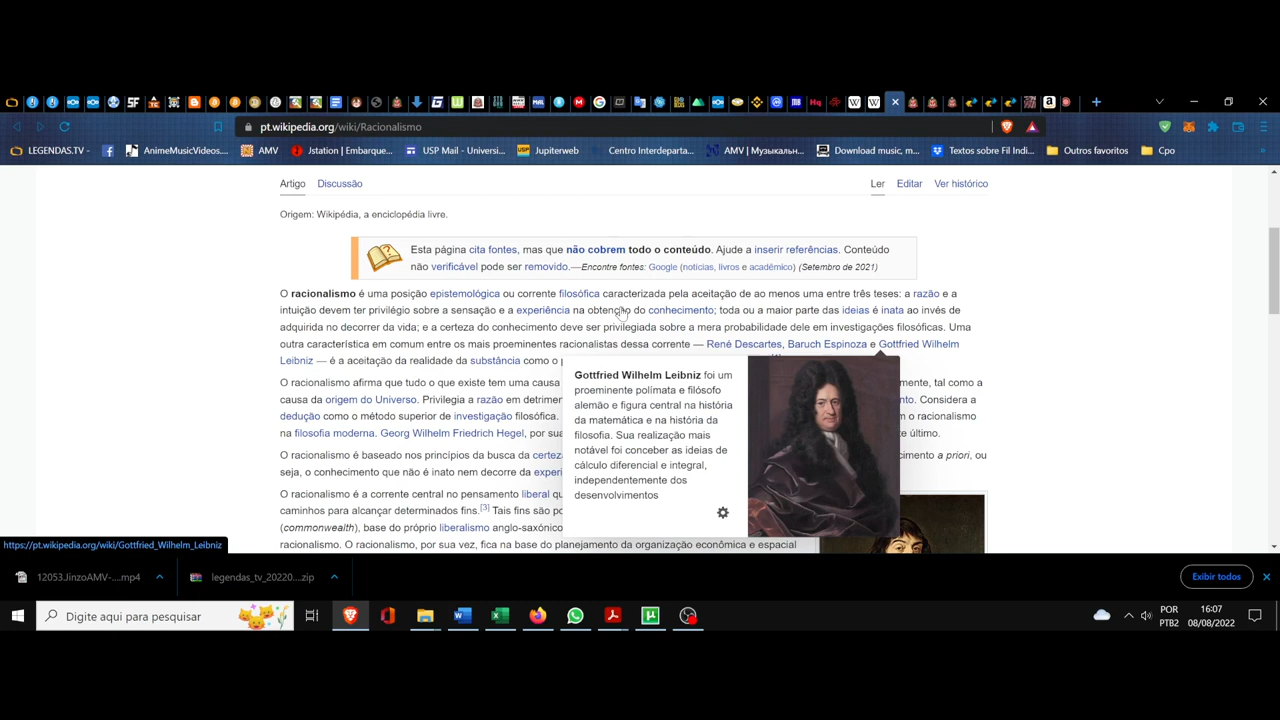 pt.wikipedia.org/wiki/Racionalismo
LEGENDAS.TV - AnimeMusicVideos... AMV Jstation | Embarque... USP Mail - Universi... Jupiterweb Centro Interdeparta... AMV | Музыкальн... Download music, m... Textos sobre Fil Indi... Outros favoritos Cpo
Artigo Discussão Ler Editar Ver histórico
Origem: Wikipédia, a enciclopédia livre.
Esta página cita fontes, mas que não cobrem todo o conteúdo. Ajude a inserir referências. Conteúdo
não verificável pode ser removido.—Encontre fontes: Google (notícias, livros e acadêmico) (Setembro de 2021)
O racionalismo é uma posição epistemológica ou corrente filosófica caracterizada pela aceitação de ao menos uma entre três teses: a razão e a
intuição devem ter privilégio sobre a sensação e a experiência na obtenção do conhecimento; toda ou a maior parte das ideias é inata ao invés de
adquirida no decorrer da vida; e a certeza do conhecimento deve ser privilegiada sobre a mera probabilidade dele em investigações filosóficas. Uma
outra característica em comum entre os mais proeminentes racionalistas dessa corrente — René Descartes, Baruch Espinoza e Gottfried Wilhelm
Leibniz — é a aceitação da realidade da substância como o
O racionalismo afirma que tudo o que existe tem uma causa mente, tal como a
causa da origem do Universo. Privilegia a razão em detrimen nto. Considera a
dedução como o método superior de investigação filosófica. m o racionalismo
na filosofia moderna. Georg Wilhelm Friedrich Hegel, por sua e último.
O racionalismo é baseado nos princípios da busca da certeza cimento a priori, ou
seja, o conhecimento que não é inato nem decorre da experi
O racionalismo é a corrente central no pensamento liberal qu
caminhos para alcançar determinados fins.[3] Tais fins são po
(commonwealth), base do próprio liberalismo anglo-saxónico
racionalismo. O racionalismo, por sua vez, fica na base do planejamento da organização econômica e espacial
Gottfried Wilhelm Leibniz foi um
proeminente polímata e filósofo
alemão e figura central na história
da matemática e na história da
filosofia. Sua realização mais
notável foi conceber as ideias de
cálculo diferencial e integral,
independentemente dos
desenvolvimentos
https://pt.wikipedia.org/wiki/Gottfried_Wilhelm_Leibniz
12053.JinzoAMV-....mp4 legendas_tv_20220....zip Exibir todos
Digite aqui para pesquisar
POR 16:07
PTB2 08/08/2022